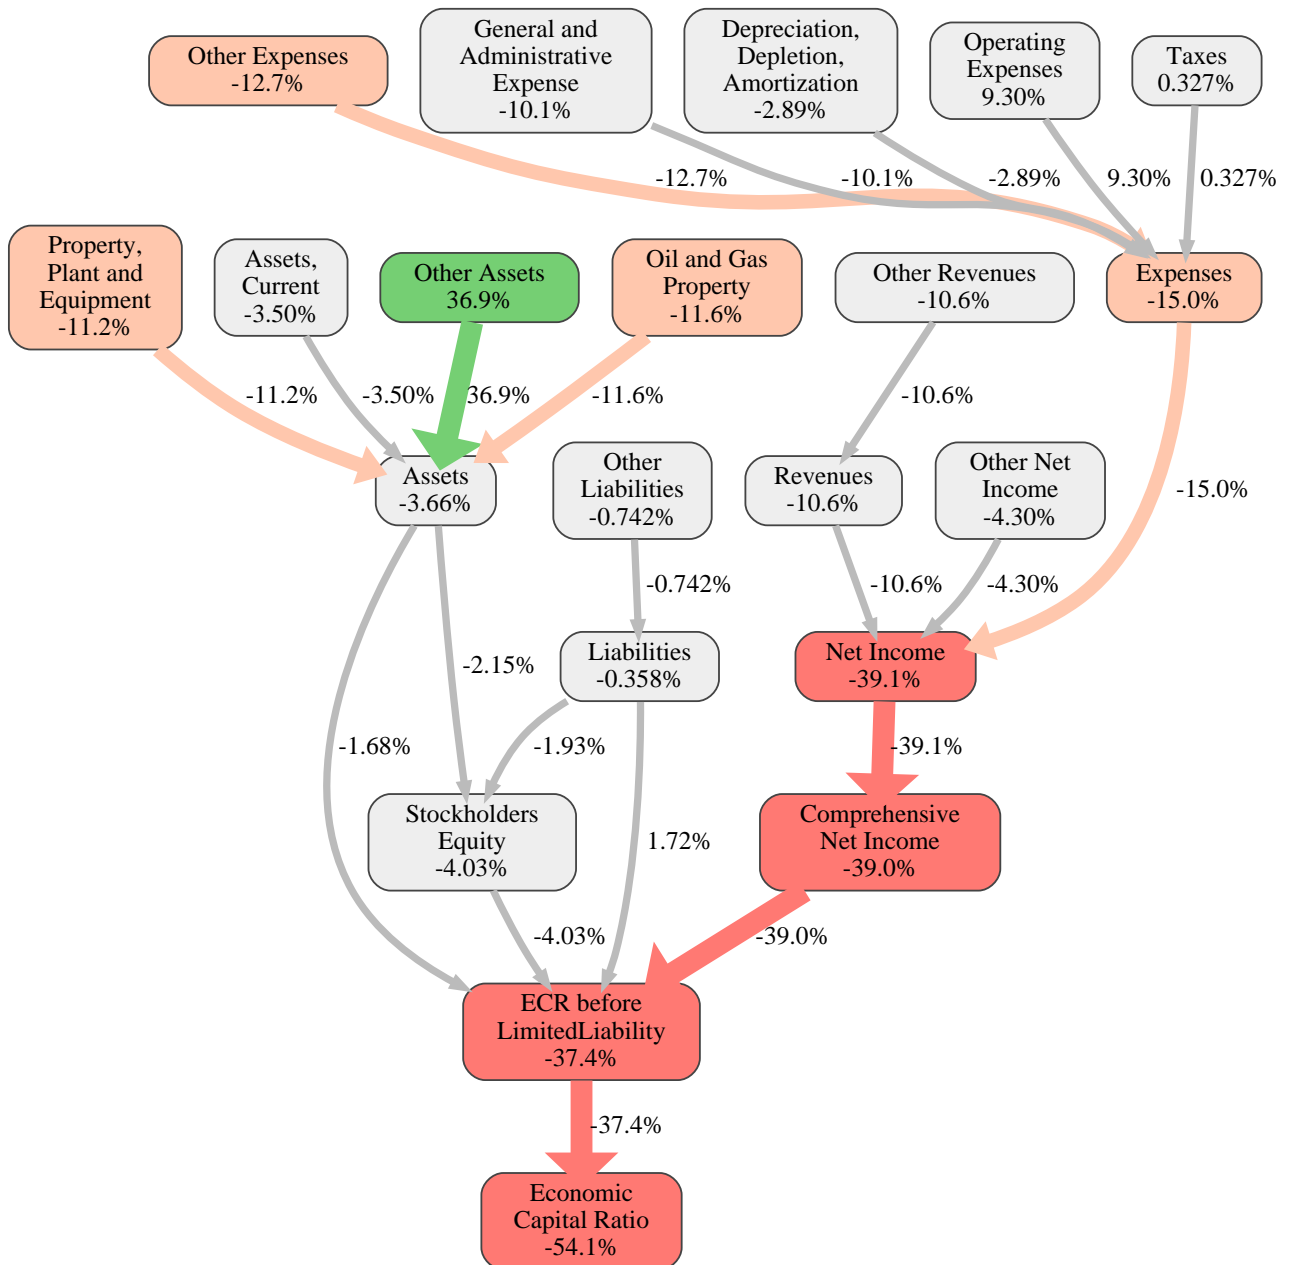 Other Expenses
-12.7%
General and
Administrative
Expense
-10.1%
Depreciation,
Depletion,
Amortization
-2.89%
Operating
Expenses
9.30%
Taxes
0.327%
-12.7%
-10.1%
-2.89%
9.30%
0.327%
Property,
Plant and
Equipment
-11.2%
Assets,
Current
-3.50%
Other Assets
36.9%
Oil and Gas
Property
-11.6%
Other Revenues
-10.6%
Expenses
-15.0%
-11.2%
-3.50%
36.9%
-11.6%
-10.6%
-15.0%
Assets
-3.66%
Other
Liabilities
-0.742%
Revenues
-10.6%
Other Net
Income
-4.30%
-0.742%
-10.6%
-4.30%
Liabilities
-0.358%
Net Income
-39.1%
-2.15%
-1.68%
-1.93%
-39.1%
Stockholders
Equity
-4.03%
1.72%
Comprehensive
Net Income
-39.0%
-4.03%
-39.0%
ECR before
LimitedLiability
-37.4%
-37.4%
Economic
Capital Ratio
-54.1%